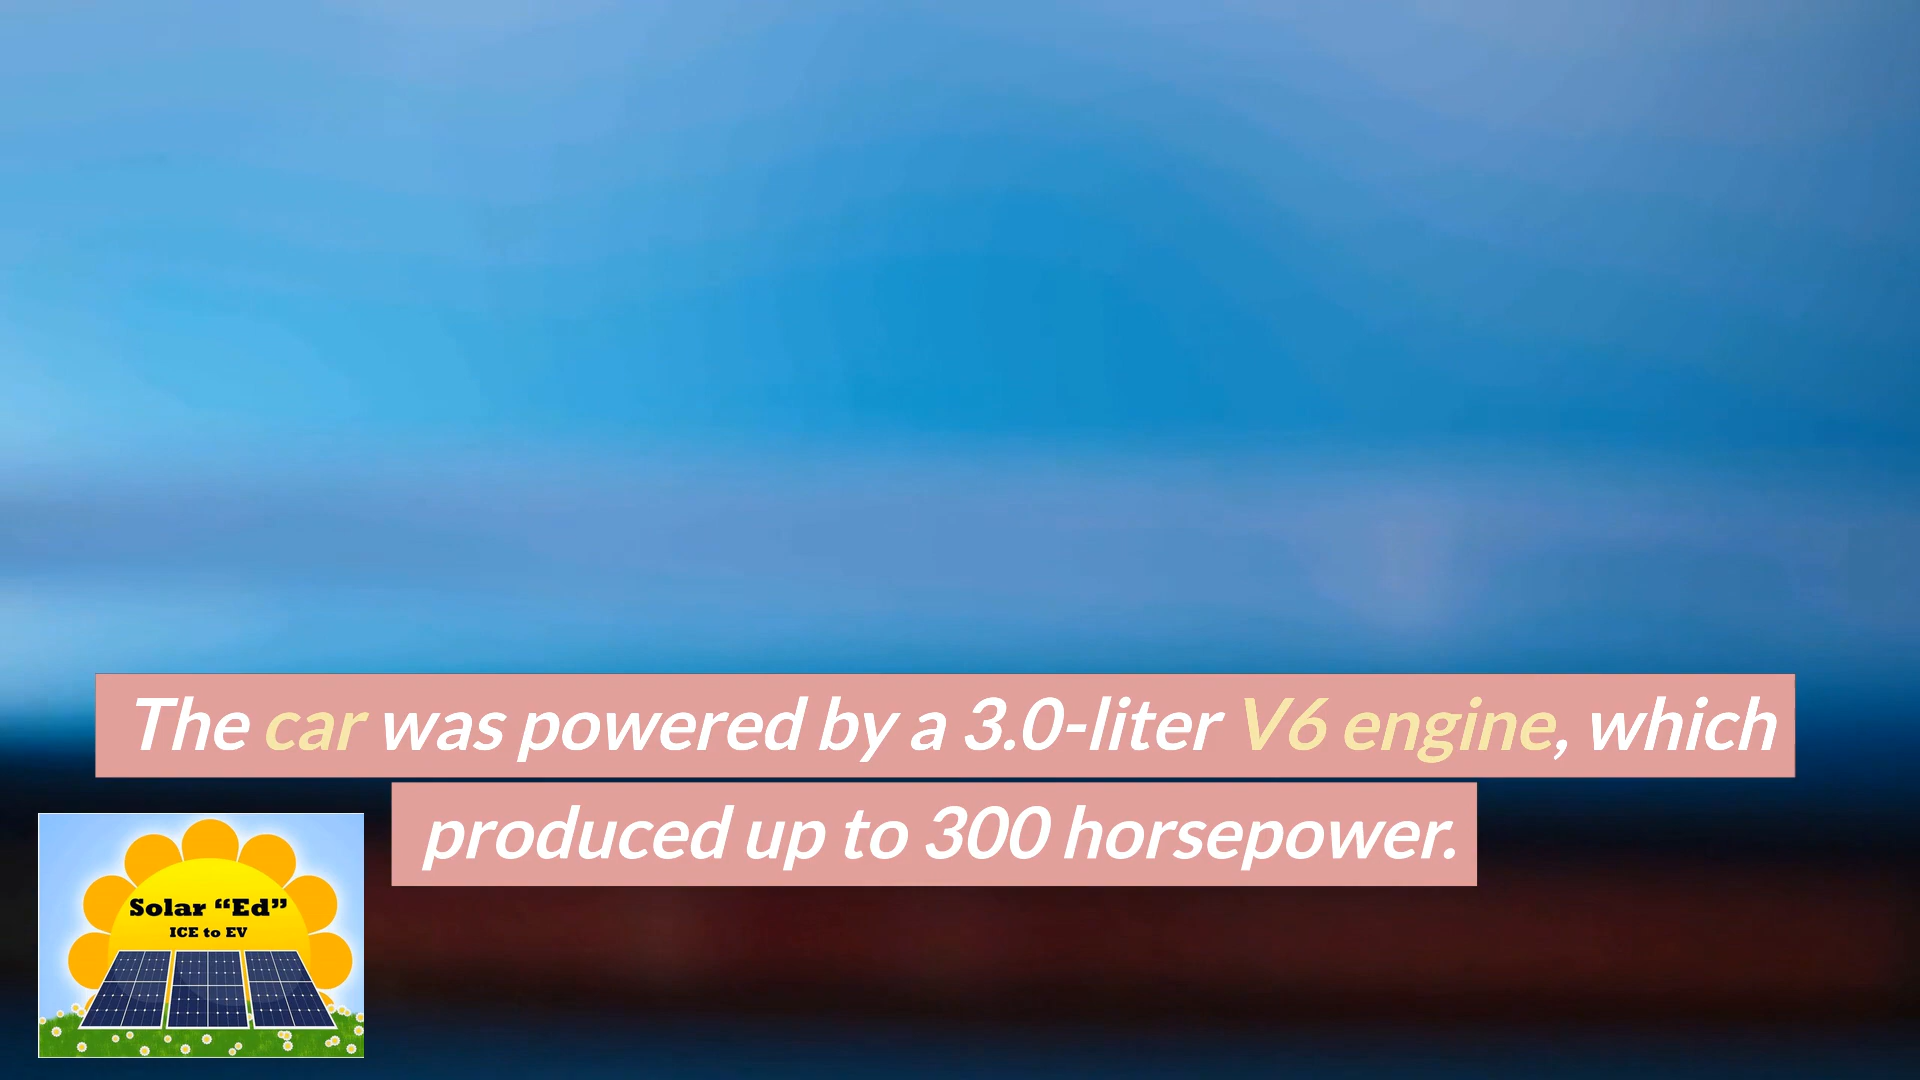 The car was powered by a 3.0-liter V6 engine, which
produced up to 300 horsepower.
Solar “Ed”
ICE to EV